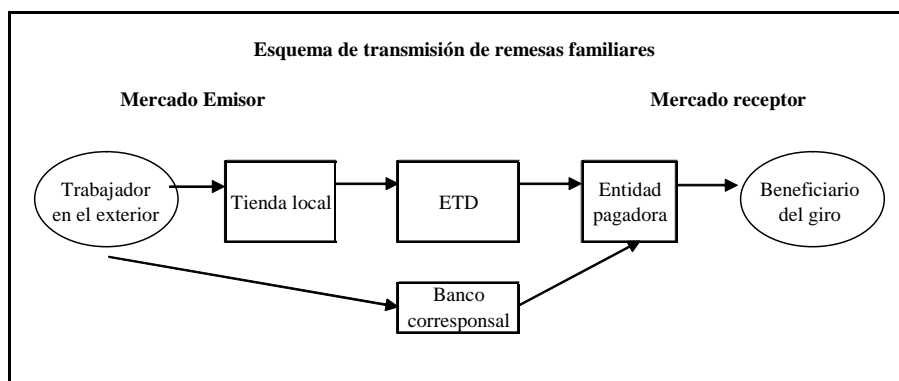 Esquema de transmisión de remesas familiares
Mercado Emisor
Mercado receptor
Trabajador
en el exterior
Tienda local
ETD
Entidad
pagadora
Beneficiario
del giro
Banco
corresponsal